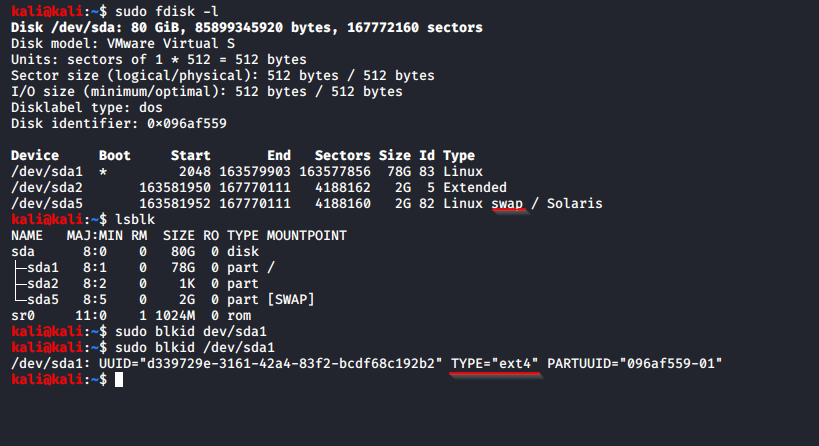 kali@kali:~$ sudo fdisk -l
Disk /dev/sda: 80 GiB, 85899345920 bytes, 167772160 sectors
Disk model: VMware Virtual S
Units: sectors of 1 * 512 = 512 bytes
Sector size (logical/physical): 512 bytes / 512 bytes
I/O size (minimum/optimal): 512 bytes / 512 bytes
Disklabel type: dos
Disk identifier: 0×096af559
Device     Boot     Start       End   Sectors Size Id Type
/dev/sda1  *         2048 163579903 163577856  78G 83 Linux
/dev/sda2       163581950 167770111   4188162   2G  5 Extended
/dev/sda5       163581952 167770111   4188160   2G 82 Linux swap / Solaris
kali@kali:~$ lsblk
NAME   MAJ:MIN RM  SIZE RO TYPE MOUNTPOINT
sda      8:0    0   80G  0 disk
├─sda1   8:1    0   78G  0 part /
├─sda2   8:2    0    1K  0 part
└─sda5   8:5    0    2G  0 part [SWAP]
sr0     11:0    1 1024M  0 rom
kali@kali:~$ sudo blkid dev/sda1
kali@kali:~$ sudo blkid /dev/sda1
/dev/sda1: UUID="d339729e-3161-42a4-83f2-bcdf68c192b2" TYPE="ext4" PARTUUID="096af559-01"
kali@kali:~$